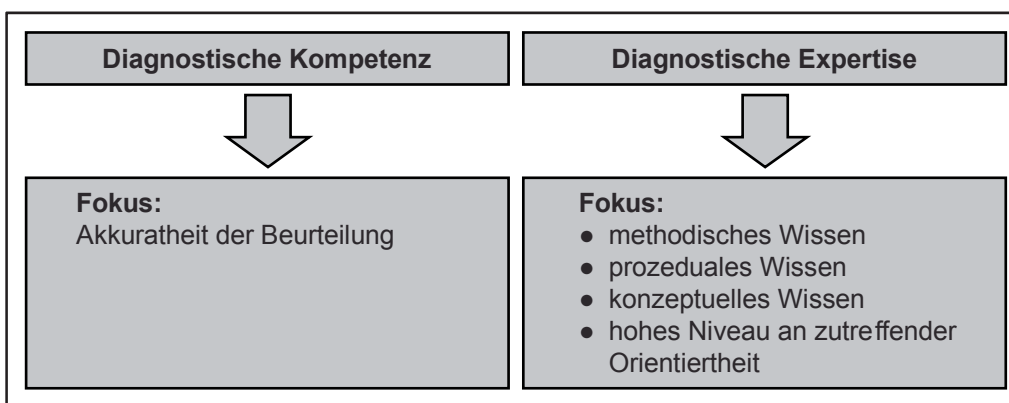 Diagnostische Kompetenz
Fokus:
Akkuratheit der Beurteilung
Diagnostische Expertise
Fokus:
● methodisches Wissen
● prozeduales Wissen
● konzeptuelles Wissen
● hohes Niveau an zutreffender
Orientiertheit